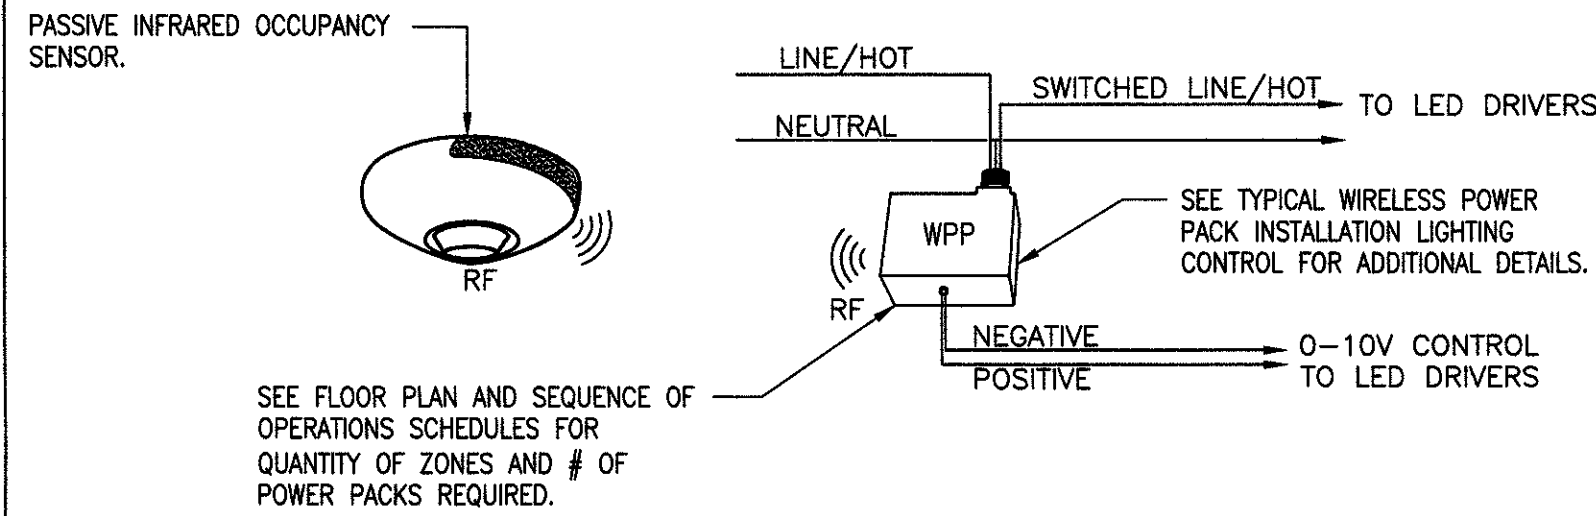 PASSIVE INFRARED OCCUPANCY
SENSOR.
LINE/HOT
SWITCHED LINE/HOT
TO LED DRIVERS
NEUTRAL
SEE TYPICAL WIRELESS POWER
PACK INSTALLATION LIGHTING
CONTROL FOR ADDITIONAL DETAILS.
WPP
RF
RF
NEGATIVE
POSITIVE
0-10V CONTROL
TO LED DRIVERS
SEE FLOOR PLAN AND SEQUENCE OF
OPERATIONS SCHEDULES FOR
QUANTITY OF ZONES AND # OF
POWER PACKS REQUIRED.